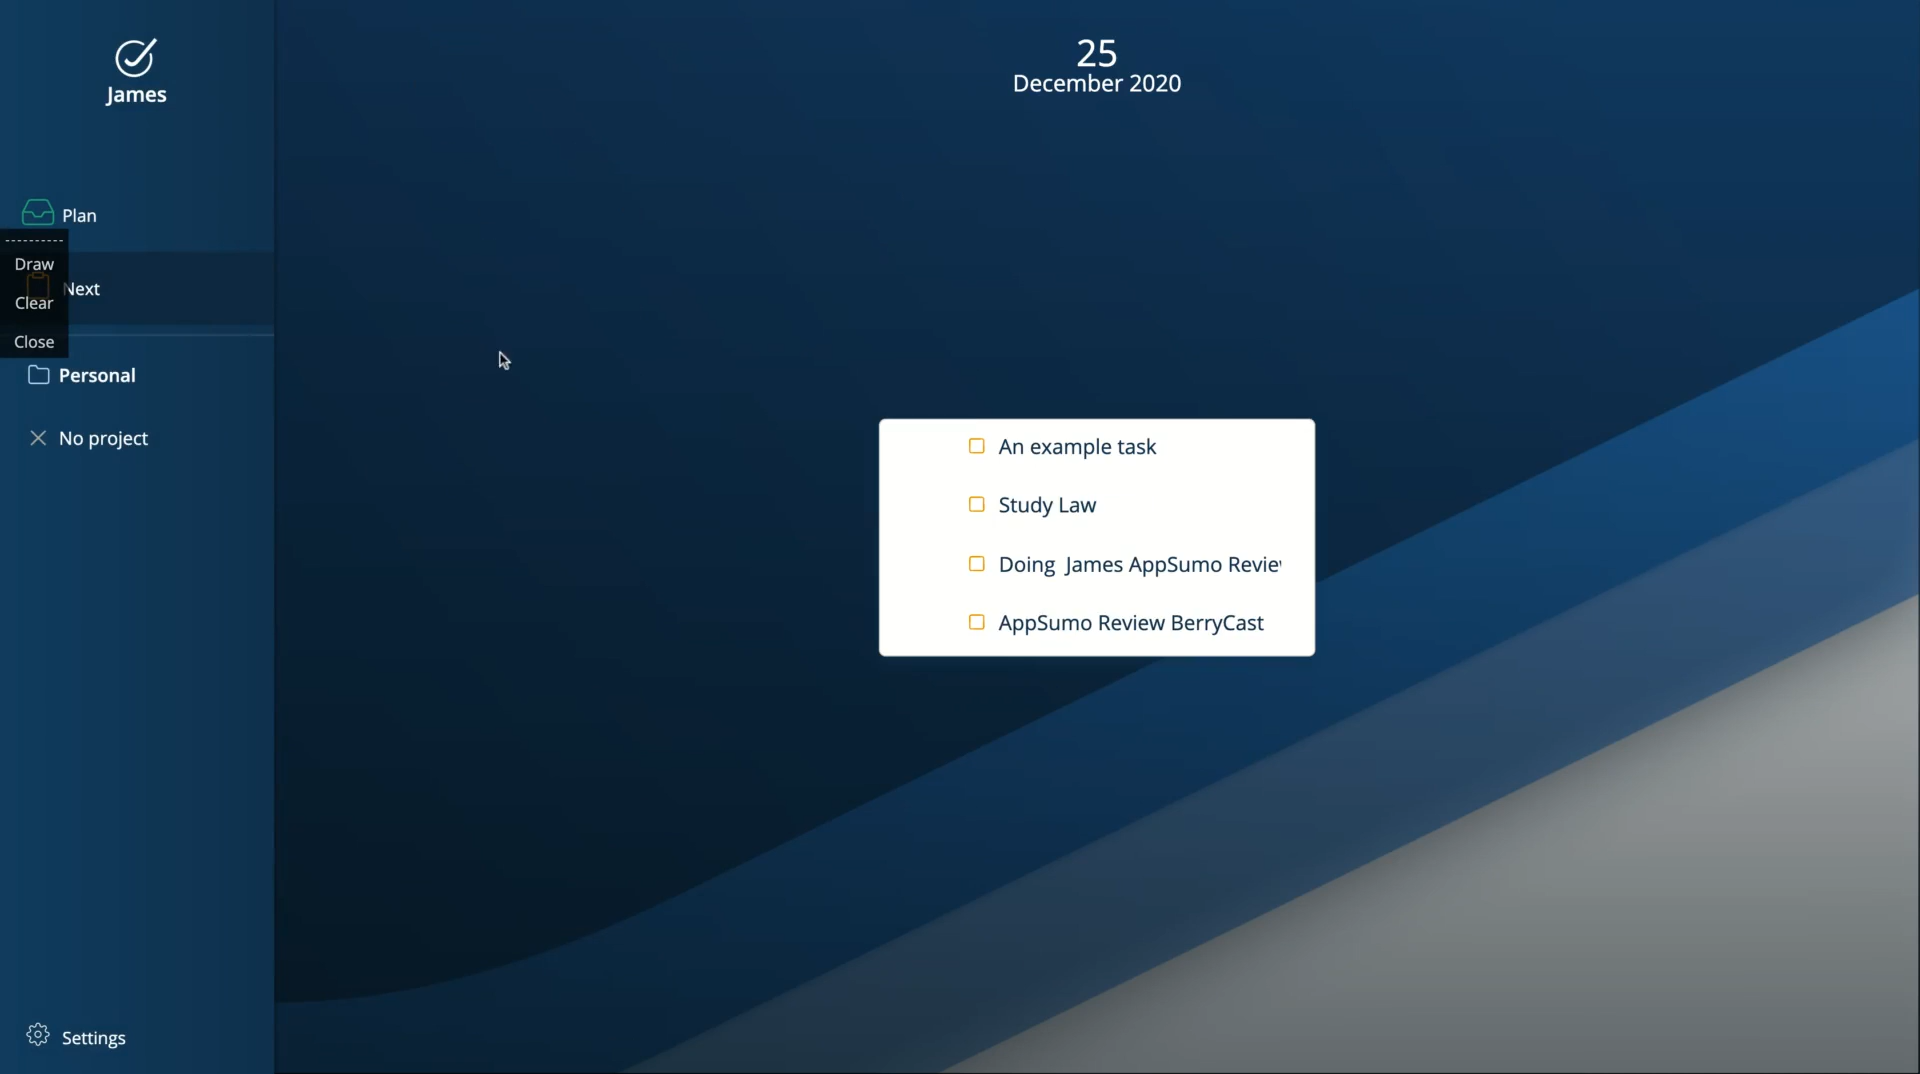 James
25
December 2020
Plan
Draw
Next
Clear
Close
Personal
No project
An example task
Study Law
Doing James AppSumo Review
AppSumo Review BerryCast
Settings